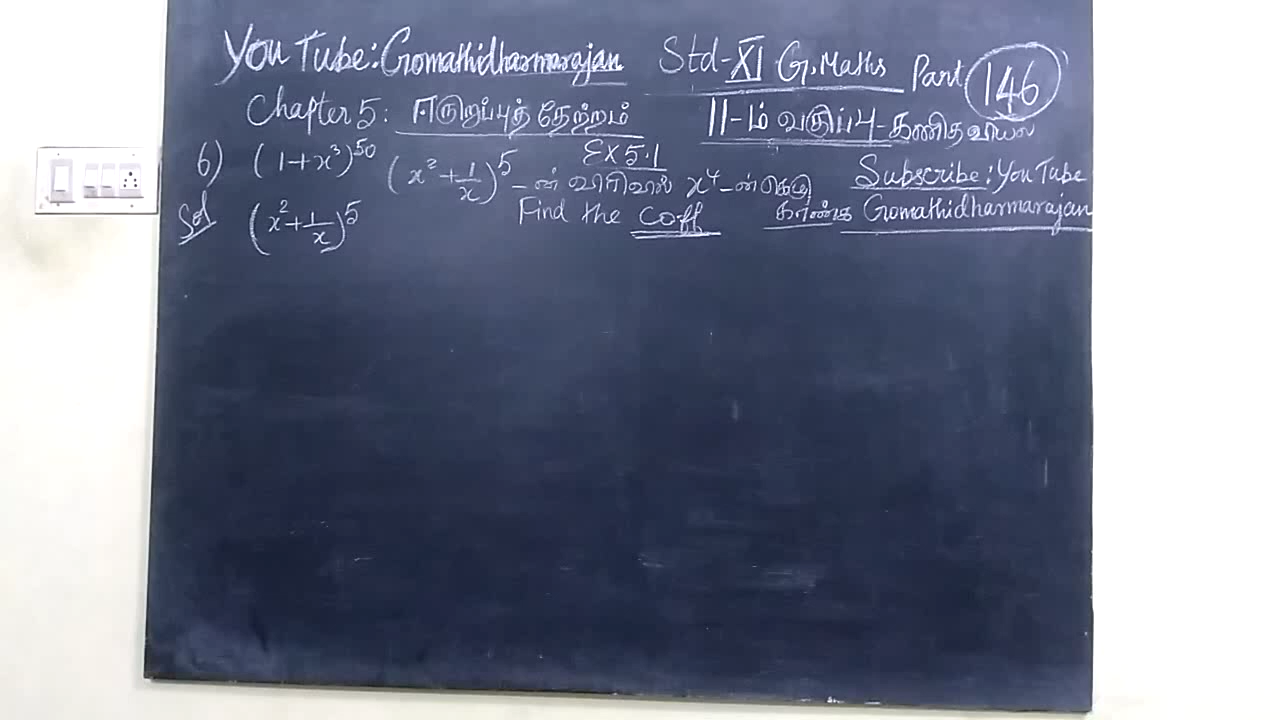 YouTube: Gomathidharmarajan Std-XI G.Maths Part 146
Chapter 5: ஈருறுப்புத் தேற்றம் 11-ம் வகுப்பு-கணிதவியல்
Ex 5.1
6) (1+x³)⁵⁰ (x²+1/x)⁵ -ன் விரிவில் x⁴-ன் கெழு காண்க
Find the coff
Subscribe: YouTube
Gomathidharmarajan
Sol (x²+1/x)⁵